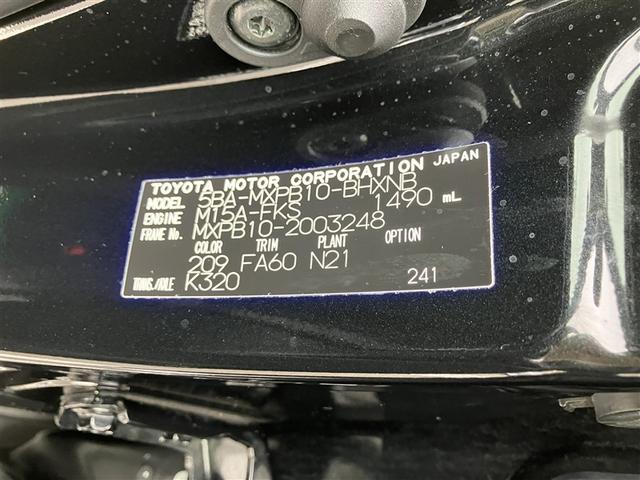 TOYOTA MOTOR CORPORATION JAPAN
MODEL 5BA-MXPB10-BHXNB
ENGINE M15A-FKS 1490 mL
FRAME No. MXPB10-2003248
COLOR TRIM PLANT OPTION
209 FA60 N21
TRANS./AXLE K320 241